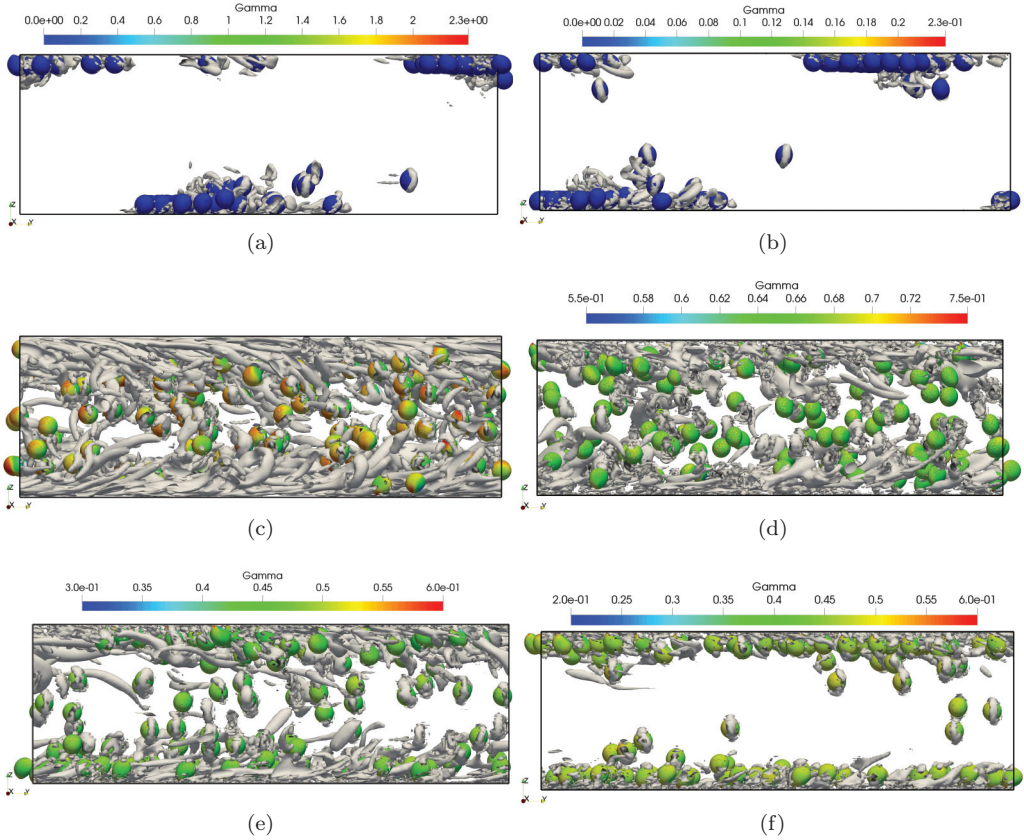 Gamma
0.0e+00 0.2 0.4 0.6 0.8 1 1.2 1.4 1.6 1.8 2 2.3e+00
Z
X Y
(a)
Gamma
0.0e+00 0.02 0.04 0.06 0.08 0.1 0.12 0.14 0.16 0.18 0.2 2.3e-01
Z
X Y
(b)
Z
X Y
(c)
Gamma
5.5e-01 0.58 0.6 0.62 0.64 0.66 0.68 0.7 0.72 7.5e-01
Z
X Y
(d)
Gamma
3.0e-01 0.35 0.4 0.45 0.5 0.55 6.0e-01
Z
X Y
(e)
Gamma
2.0e-01 0.25 0.3 0.35 0.4 0.45 0.5 0.55 6.0e-01
Z
X Y
(f)